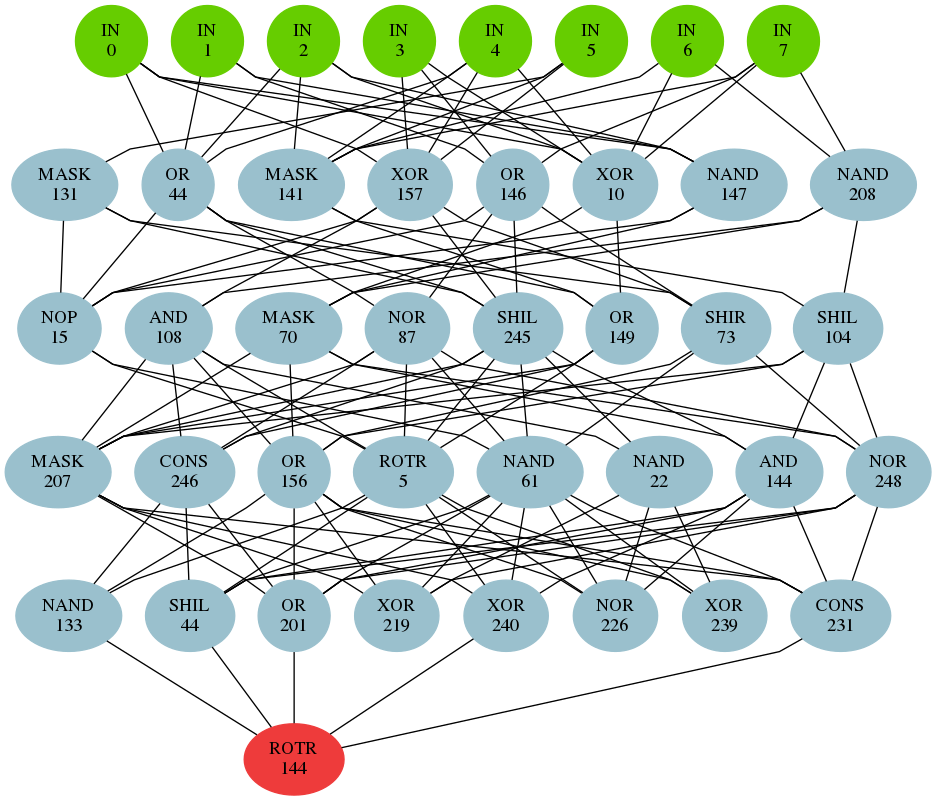 IN
0
IN
1
IN
2
IN
3
IN
4
IN
5
IN
6
IN
7
MASK
131
OR
44
MASK
141
XOR
157
OR
146
XOR
10
NAND
147
NAND
208
NOP
15
AND
108
MASK
70
NOR
87
SHIL
245
OR
149
SHIR
73
SHIL
104
MASK
207
CONS
246
OR
156
ROTR
5
NAND
61
NAND
22
AND
144
NOR
248
NAND
133
SHIL
44
OR
201
XOR
219
XOR
240
NOR
226
XOR
239
CONS
231
ROTR
144